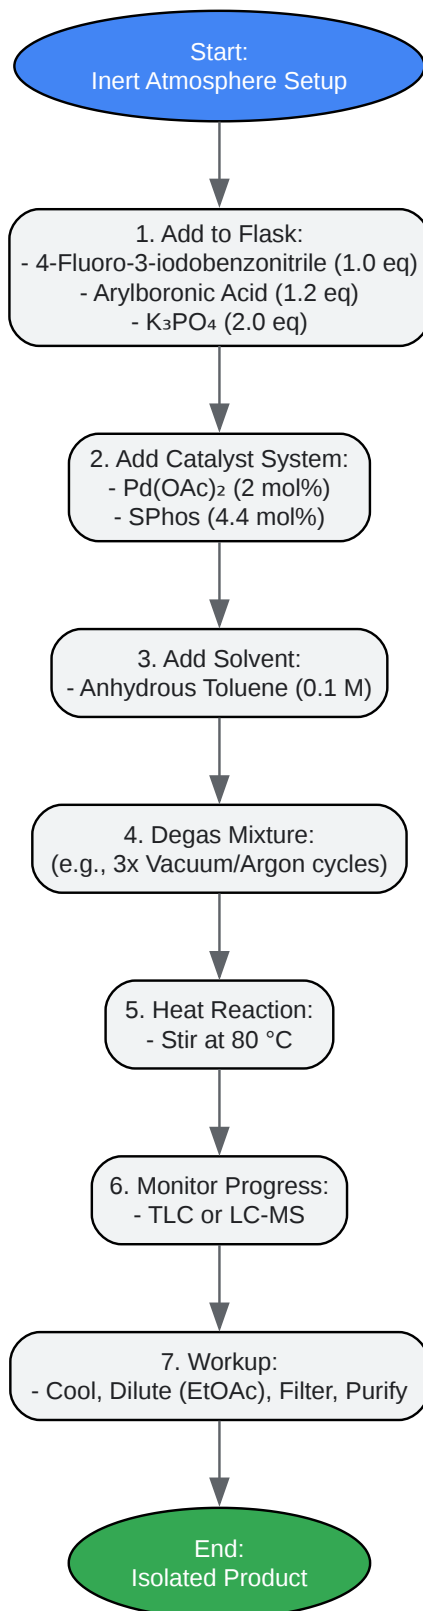 Start:
Inert Atmosphere Setup
1. Add to Flask:
- 4-Fluoro-3-iodobenzonitrile (1.0 eq)
- Arylboronic Acid (1.2 eq)
- K₃PO₄ (2.0 eq)
2. Add Catalyst System:
- Pd(OAc)₂ (2 mol%)
- SPhos (4.4 mol%)
3. Add Solvent:
- Anhydrous Toluene (0.1 M)
4. Degas Mixture:
(e.g., 3x Vacuum/Argon cycles)
5. Heat Reaction:
- Stir at 80 °C
6. Monitor Progress:
- TLC or LC-MS
7. Workup:
- Cool, Dilute (EtOAc), Filter, Purify
End:
Isolated Product